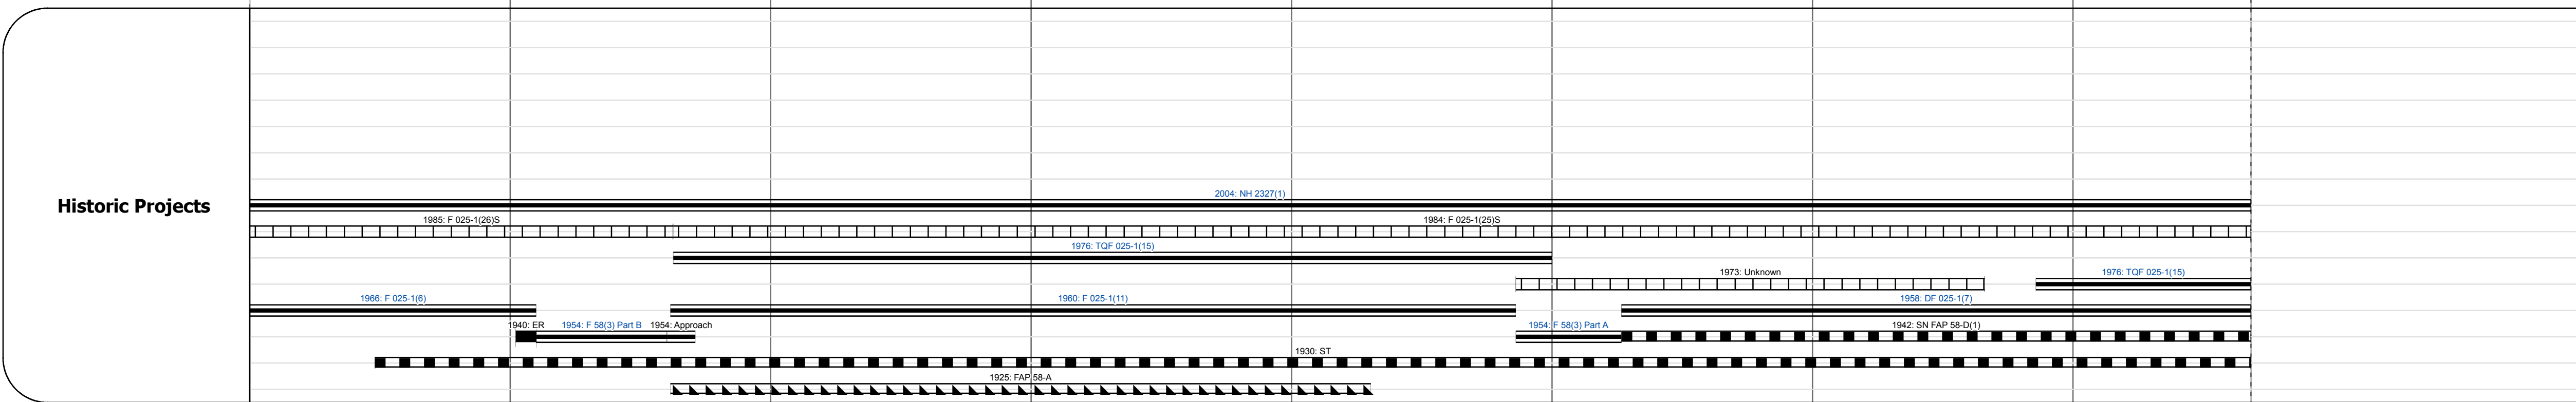 2004: NH 2327(1)
Historic Projects
1985: F 025-1(26)S
1984: F 025-1(25)S
1976: TQF 025-1(15)
1973: Unknown
1976: TQF 025-1(15)
1966: F 025-1(6)
1960: F 025-1(11)
1958: DF 025-1(7)
1940: ER
1954: F 58(3) Part B
1954: Approach
1954: F 58(3) Part A
1942: SN FAP 58-D(1)
1930: ST
1925: FAP 58-A